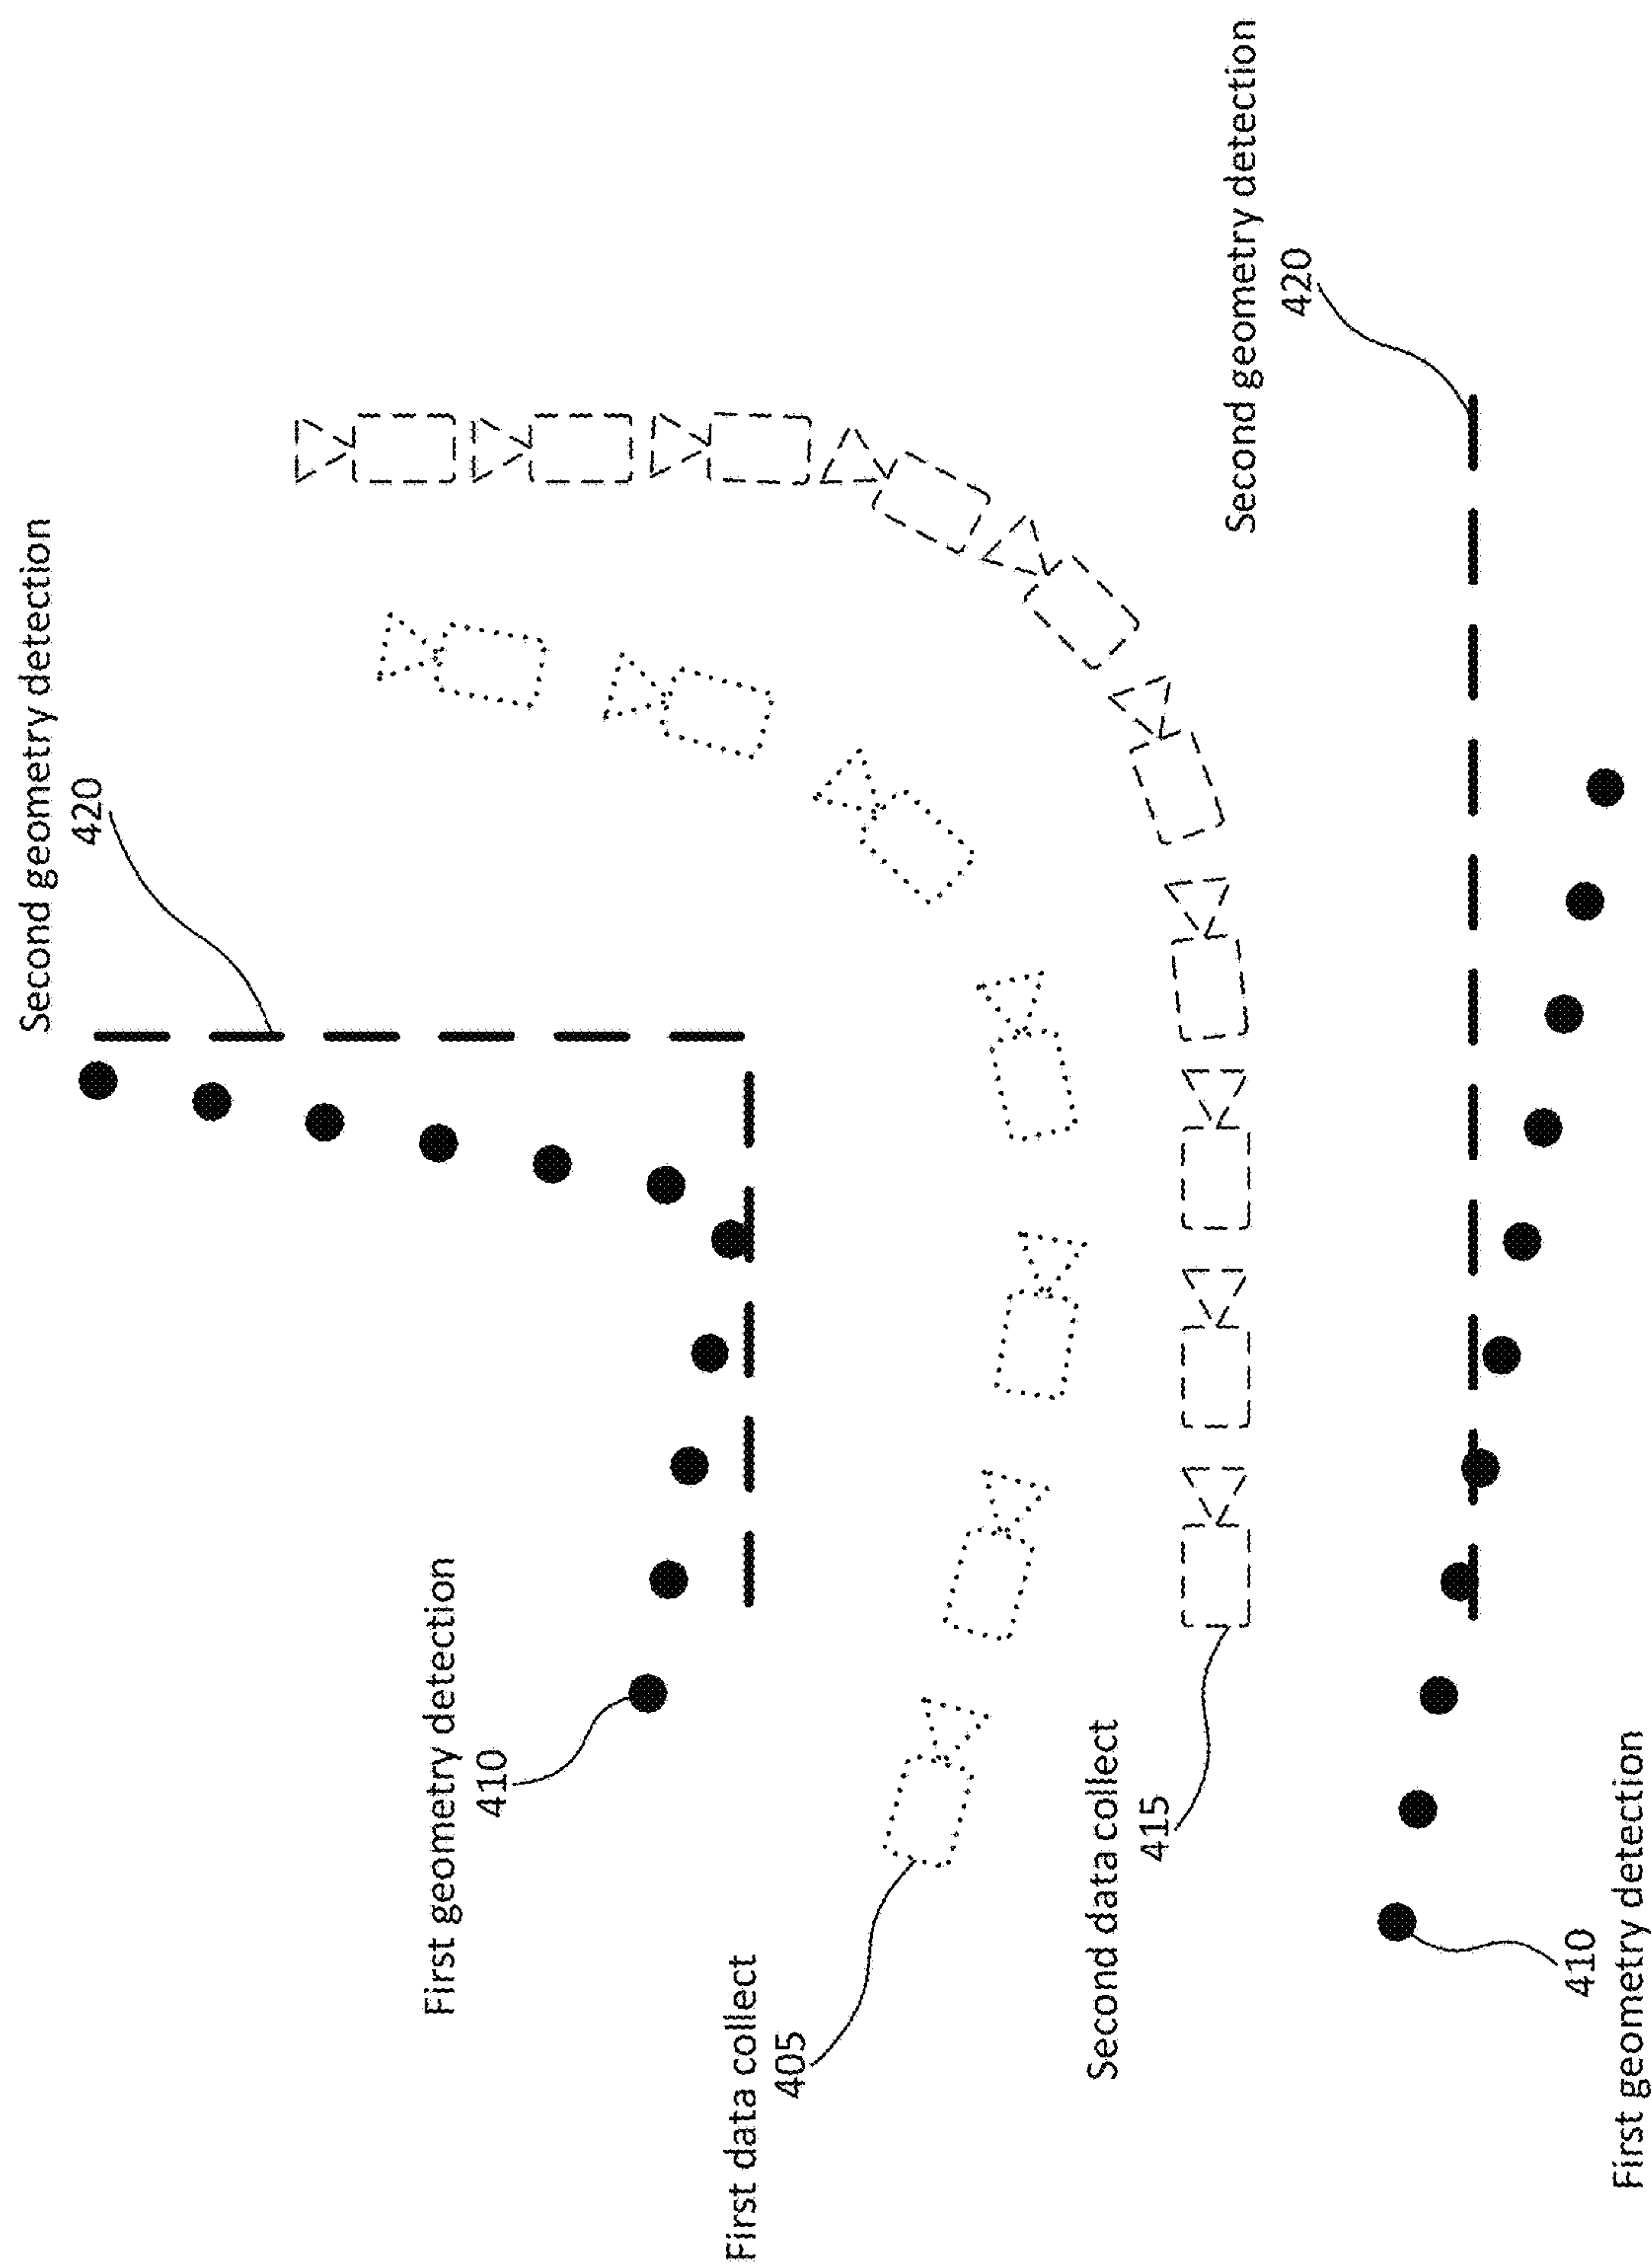 Second geometry detection
420
First geometry detection
410
First data collect
405
Second data collect
415
Second geometry detection
420
410
First geometry detection